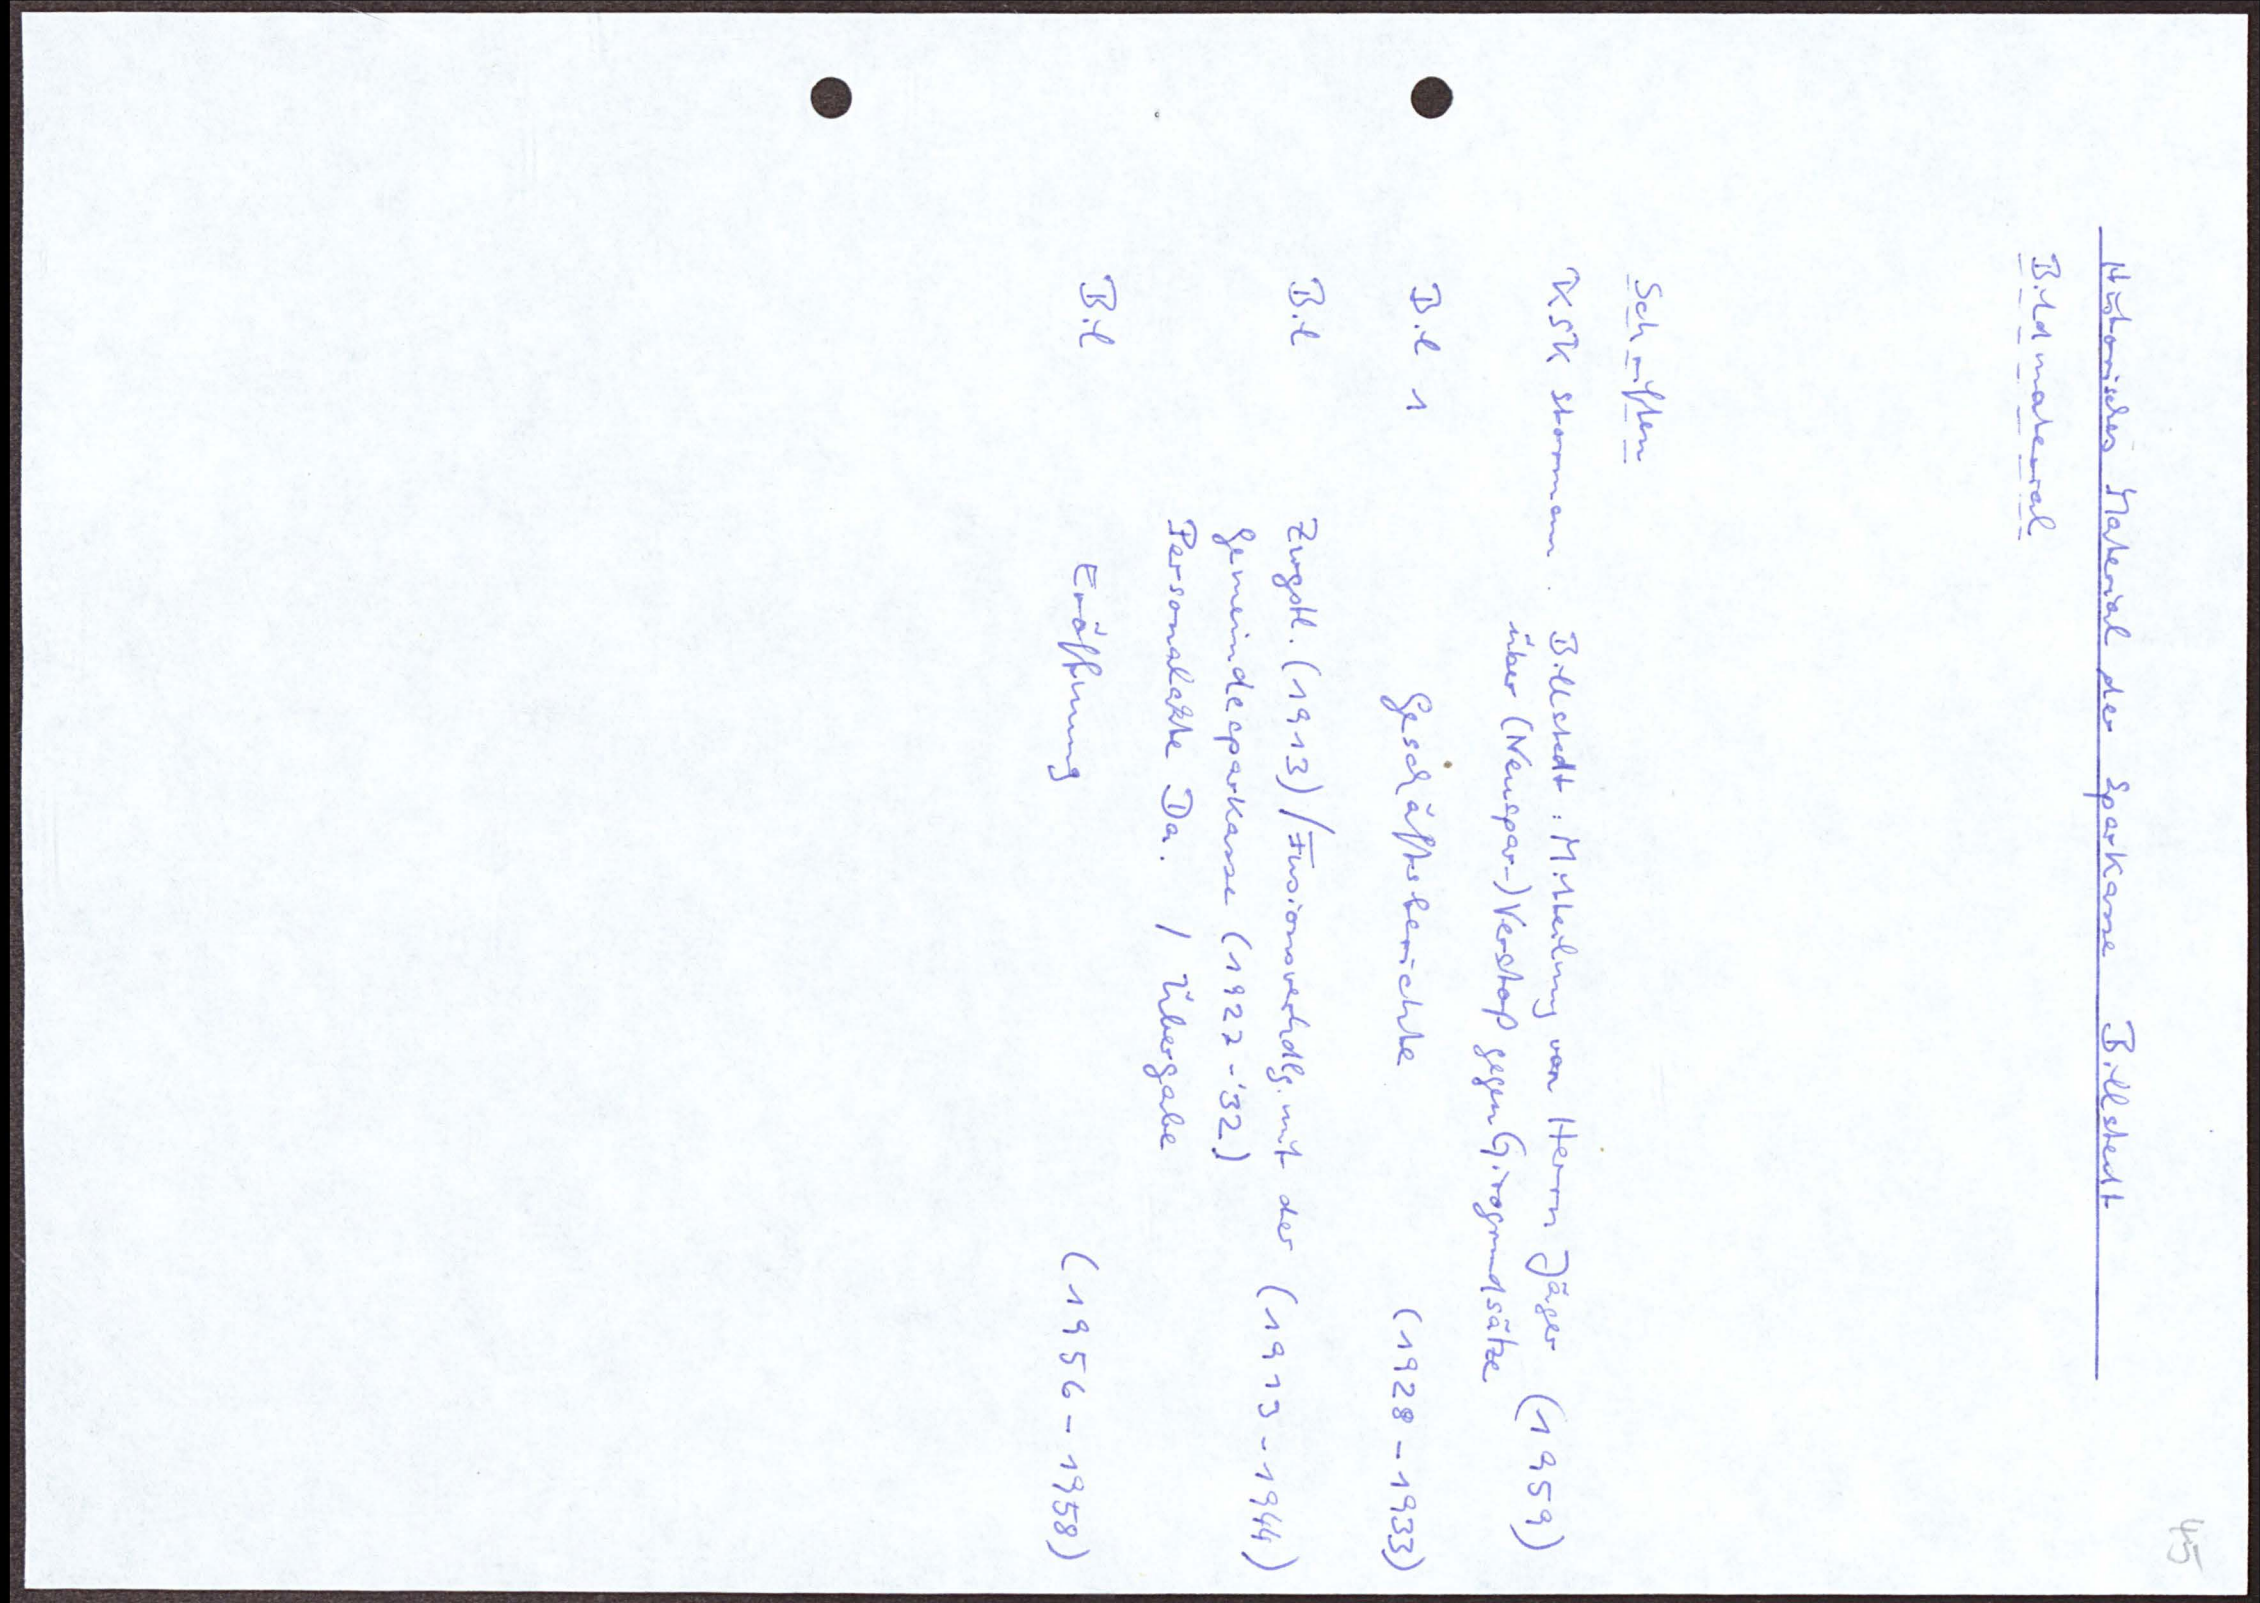 45
Historisches Material der Sparkasse Billstedt
Bildmaterial
Schriften
KSK Stormarn. Billstedt: Mitteilung von Herrn Jäger (1959)
über (Neuspar-) Verstoß gegen Girogrundsätze
Bil 1 Geschäftsberichte (1928-1933)
Bil Zwgstl. (1913) / Fusionsverhdlg. mit der (1913-1944)
Gemeindesparkasse (1922-'32)
Personalakte Da. / Übergabe
Bil Eröffnung (1956-1958)